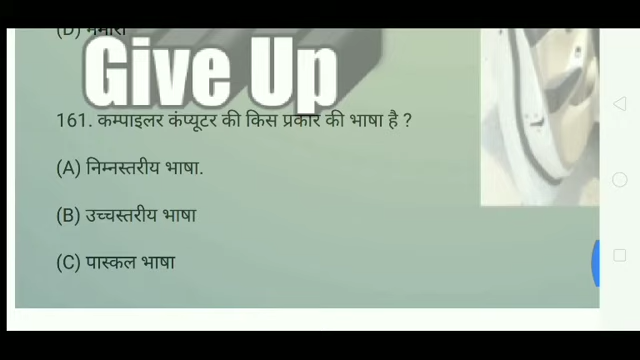 (D) मेमोरी
Give Up
161. कम्पाइलर कंप्यूटर की किस प्रकार की भाषा है ?
(A) निम्नस्तरीय भाषा.
(B) उच्चस्तरीय भाषा
(C) पास्कल भाषा